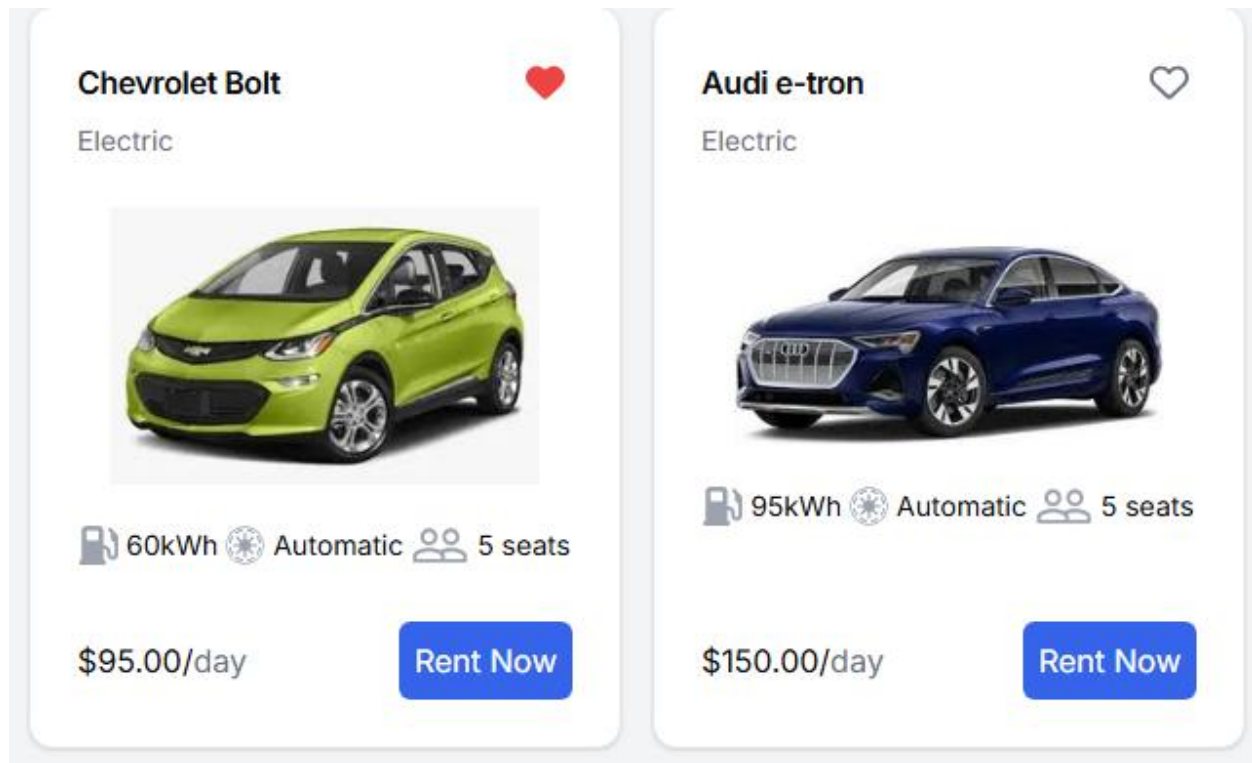 Chevrolet Bolt
Electric
60kWh Automatic 5 seats
$95.00/day Rent Now
Audi e-tron
Electric
95kWh Automatic 5 seats
$150.00/day Rent Now